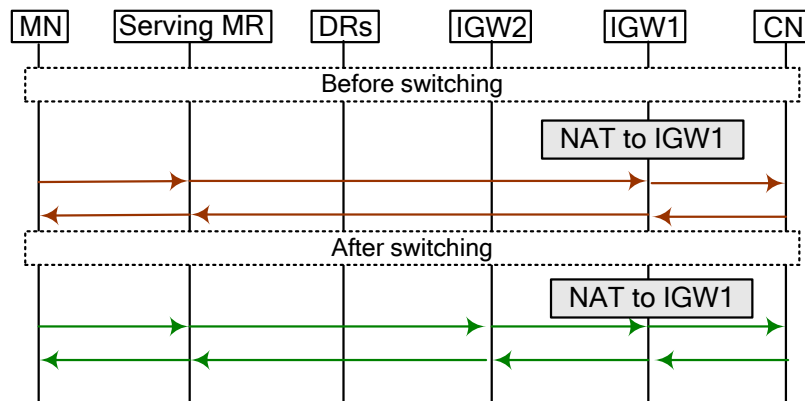 MN Serving MR DRs IGW2 IGW1 CN
Before switching
NAT to IGW1
After switching
NAT to IGW1